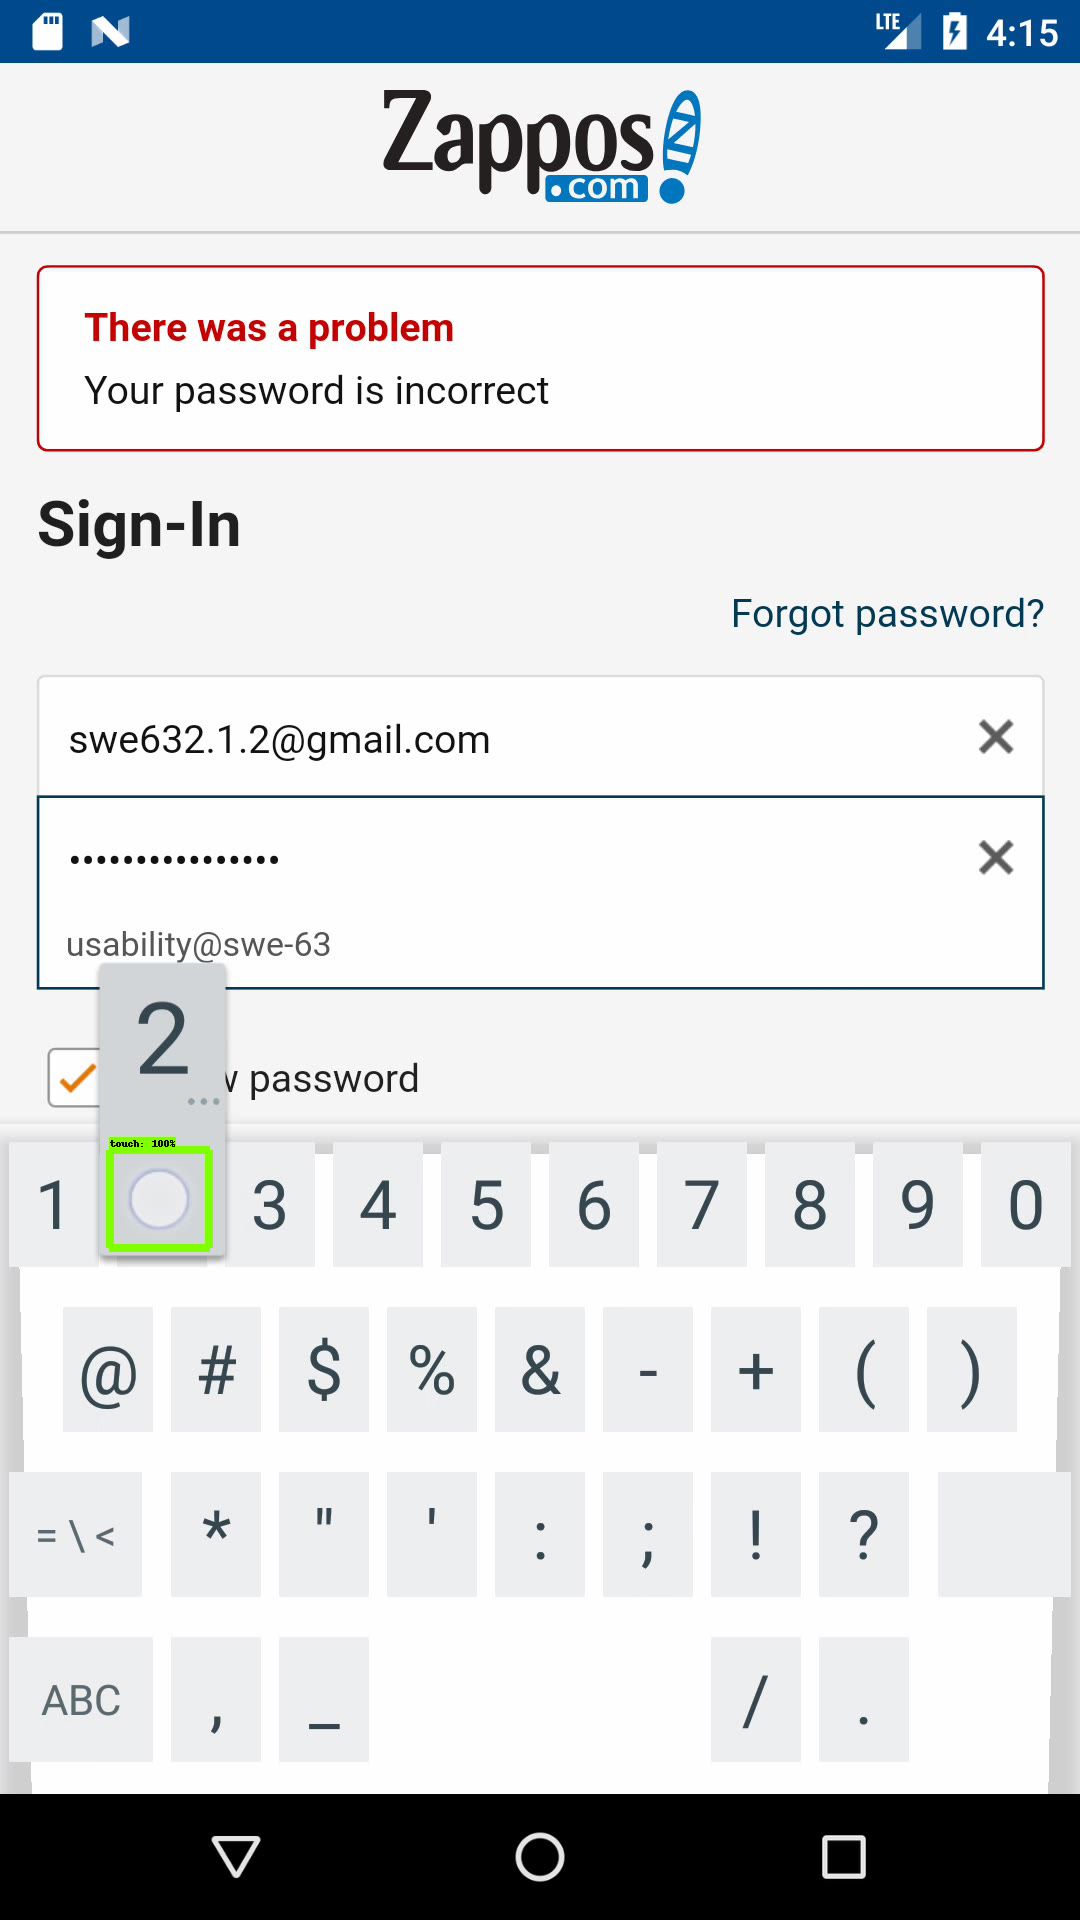 LTE 4:15
Zappos
.com
There was a problem
Your password is incorrect
Sign-In
Forgot password?
swe632.1.2@gmail.com
••••••••••••••••
usability@swe-63
2
...
w password
touch: 100%
1 3 4 5 6 7 8 9 0
@ # $ % & - + ( )
= \ < * " ' : ; ! ?
ABC , _ / .